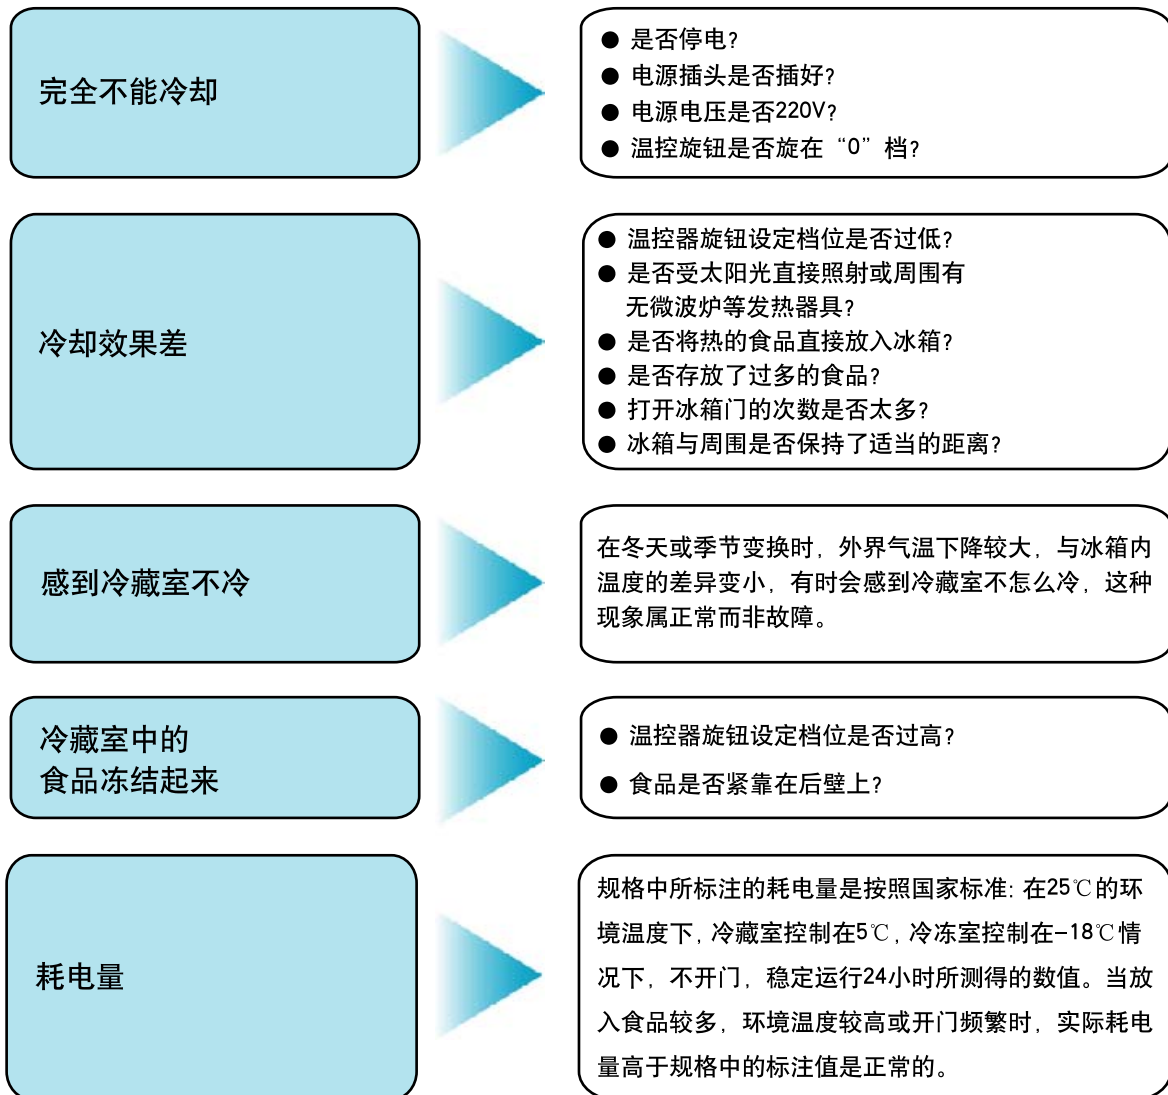 完全不能冷却
● 是否停电?
● 电源插头是否插好?
● 电源电压是否220V?
● 温控旋钮是否旋在“0”档?
冷却效果差
● 温控器旋钮设定档位是否过低?
● 是否受太阳光直接照射或周围有
无微波炉等发热器具?
● 是否将热的食品直接放入冰箱?
● 是否存放了过多的食品?
● 打开冰箱门的次数是否太多?
● 冰箱与周围是否保持了适当的距离?
感到冷藏室不冷
在冬天或季节变换时，外界气温下降较大，与冰箱内
温度的差异变小，有时会感到冷藏室不怎么冷，这种
现象属正常而非故障。
冷藏室中的
食品冻结起来
● 温控器旋钮设定档位是否过高?
● 食品是否紧靠在后壁上?
耗电量
规格中所标注的耗电量是按照国家标准: 在25℃的环
境温度下, 冷藏室控制在5℃, 冷冻室控制在-18℃情
况下，不开门，稳定运行24小时所测得的数值。当放
入食品较多，环境温度较高或开门频繁时，实际耗电
量高于规格中的标注值是正常的。